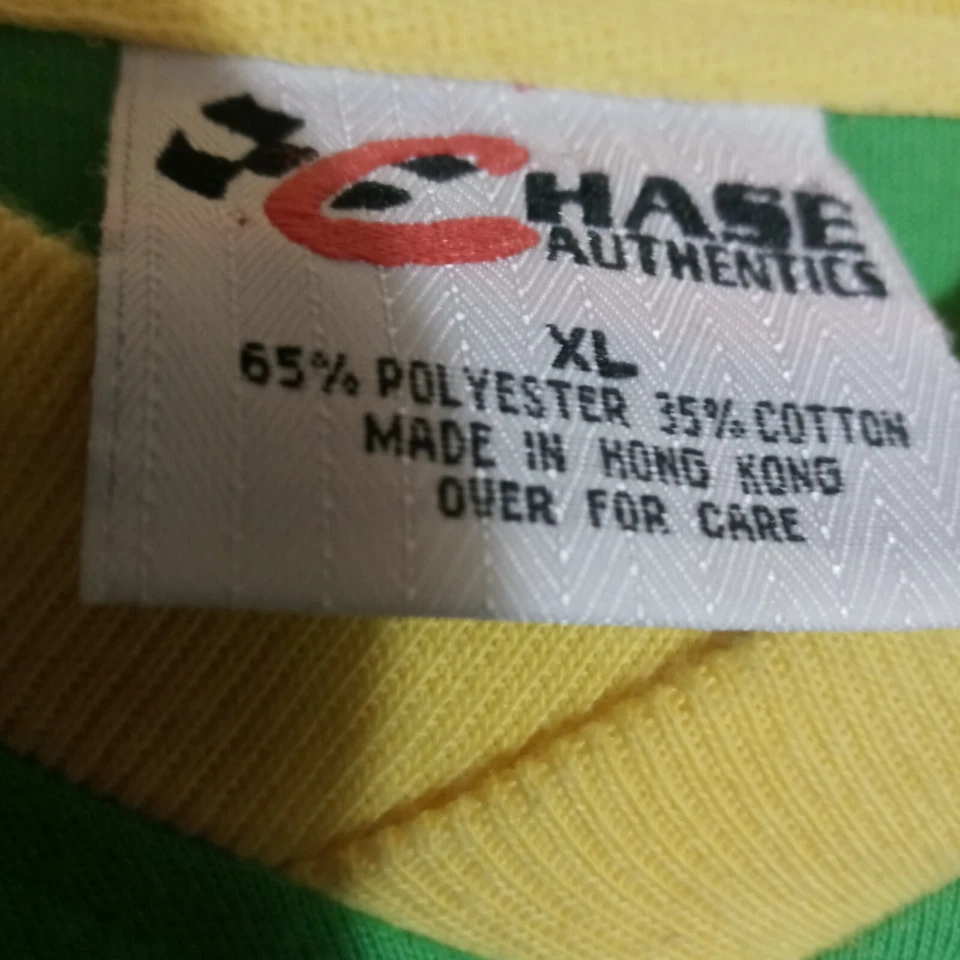 CHASE
AUTHENTICS
XL
65% POLYESTER 35% COTTON
MADE IN HONG KONG
OVER FOR CARE